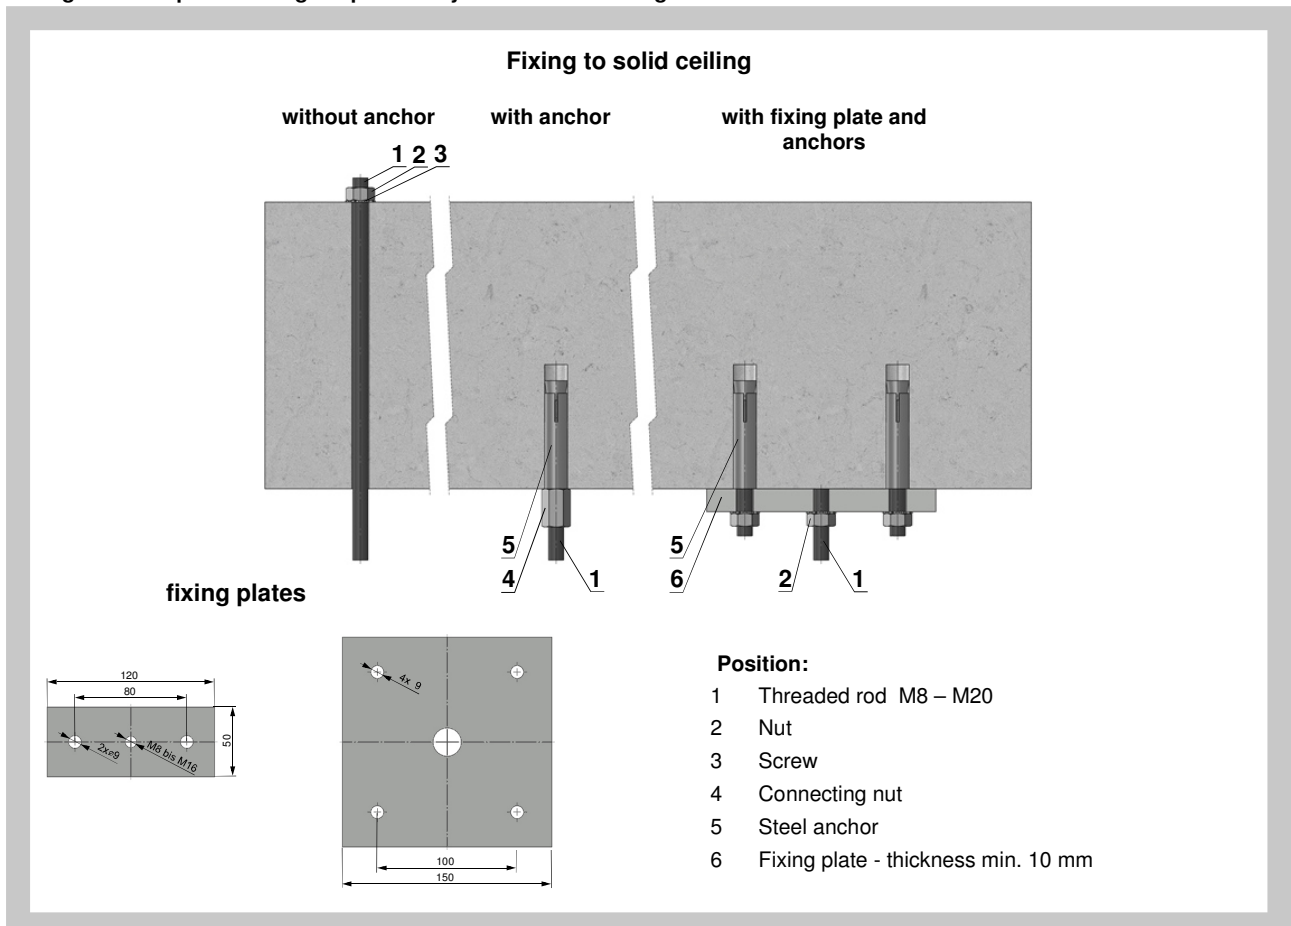 Fixing to solid ceiling
without anchor
with anchor
with fixing plate and
anchors
1 2 3
5
4
1
5
6
2
1
fixing plates
120
80
50
2xø9
M8 bis M16
4x 9
100
150
Position:
1 Threaded rod M8 – M20
2 Nut
3 Screw
4 Connecting nut
5 Steel anchor
6 Fixing plate - thickness min. 10 mm